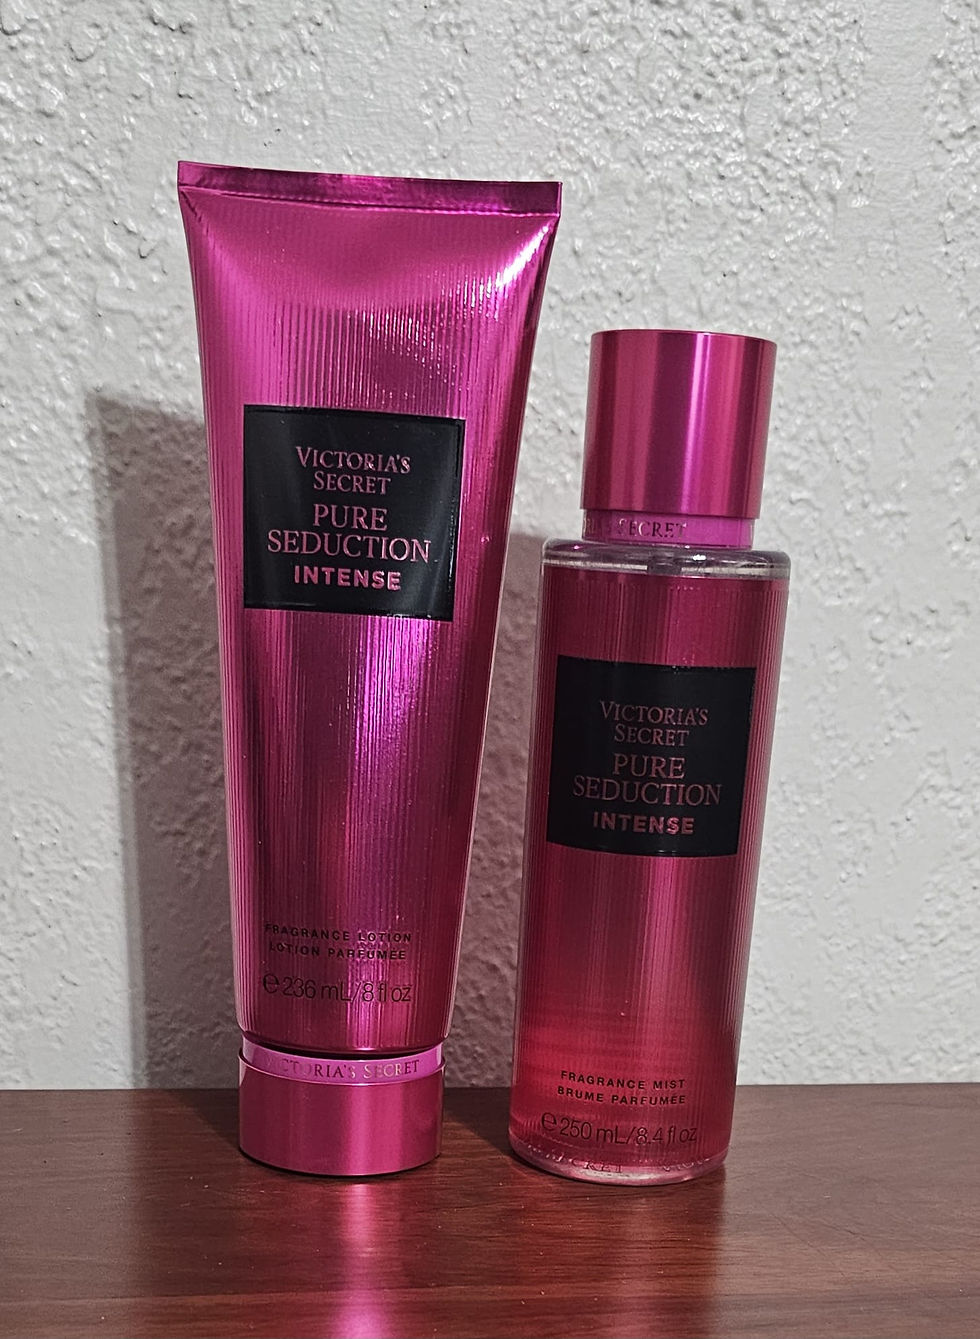 VICTORIA'S
SECRET
PURE
SEDUCTION
INTENSE
FRAGRANCE LOTION
LOTION PARFUMÉE
℮ 236 mL/8 fl oz
VICTORIA'S SECRET
SECRET
VICTORIA'S
SECRET
PURE
SEDUCTION
INTENSE
FRAGRANCE MIST
BRUME PARFUMÉE
℮ 250 mL/8.4 fl oz